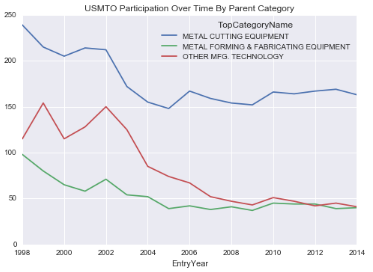 USMTO Participation Over Time By Parent Category
250
200
150
100
50
0
TopCategoryName
METAL CUTTING EQUIPMENT
METAL FORMING & FABRICATING EQUIPMENT
OTHER MFG. TECHNOLOGY
1998 2000 2002 2004 2006 2008 2010 2012 2014
EntryYear